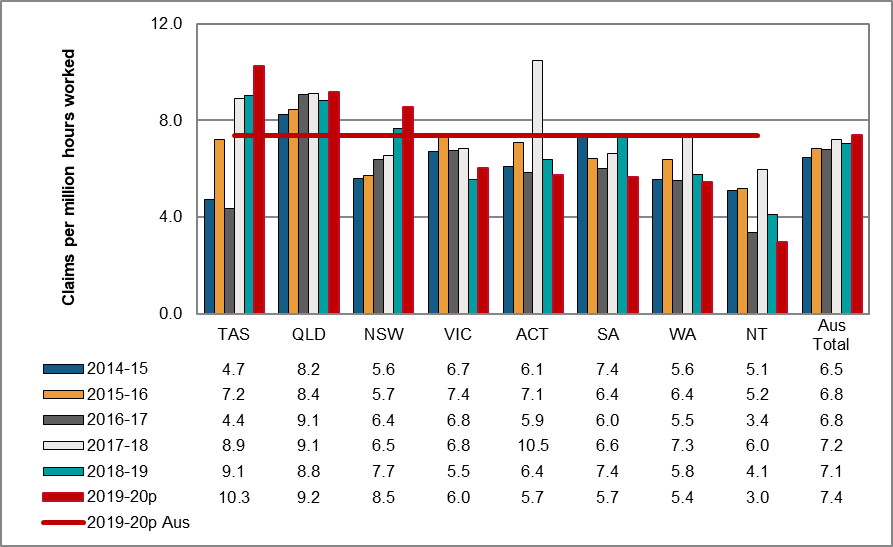 12.0
8.0
4.0
0.0
Claims per million hours worked
TAS QLD NSW VIC ACT SA WA NT Aus
Total
2014-15 4.7 8.2 5.6 6.7 6.1 7.4 5.6 5.1 6.5
2015-16 7.2 8.4 5.7 7.4 7.1 6.4 6.4 5.2 6.8
2016-17 4.4 9.1 6.4 6.8 5.9 6.0 5.5 3.4 6.8
2017-18 8.9 9.1 6.5 6.8 10.5 6.6 7.3 6.0 7.2
2018-19 9.1 8.8 7.7 5.5 6.4 7.4 5.8 4.1 7.1
2019-20p 10.3 9.2 8.5 6.0 5.7 5.7 5.4 3.0 7.4
2019-20p Aus